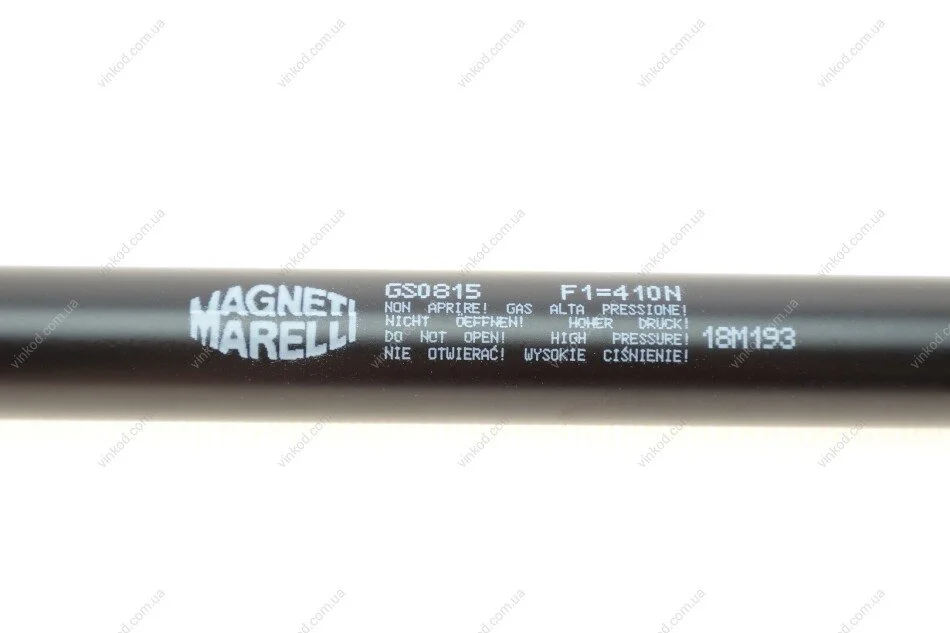 MAGNETI
MARELLI
GS0815 F1=410N
NON APRIRE! GAS ALTA PRESSIONE!
NICHT OEFFNEN! HOHER DRUCK!
DO NOT OPEN! HIGH PRESSURE!
NIE OTWIERAĆ! WYSOKIE CIŚNIENIE!
18M193
vinkod.com.ua